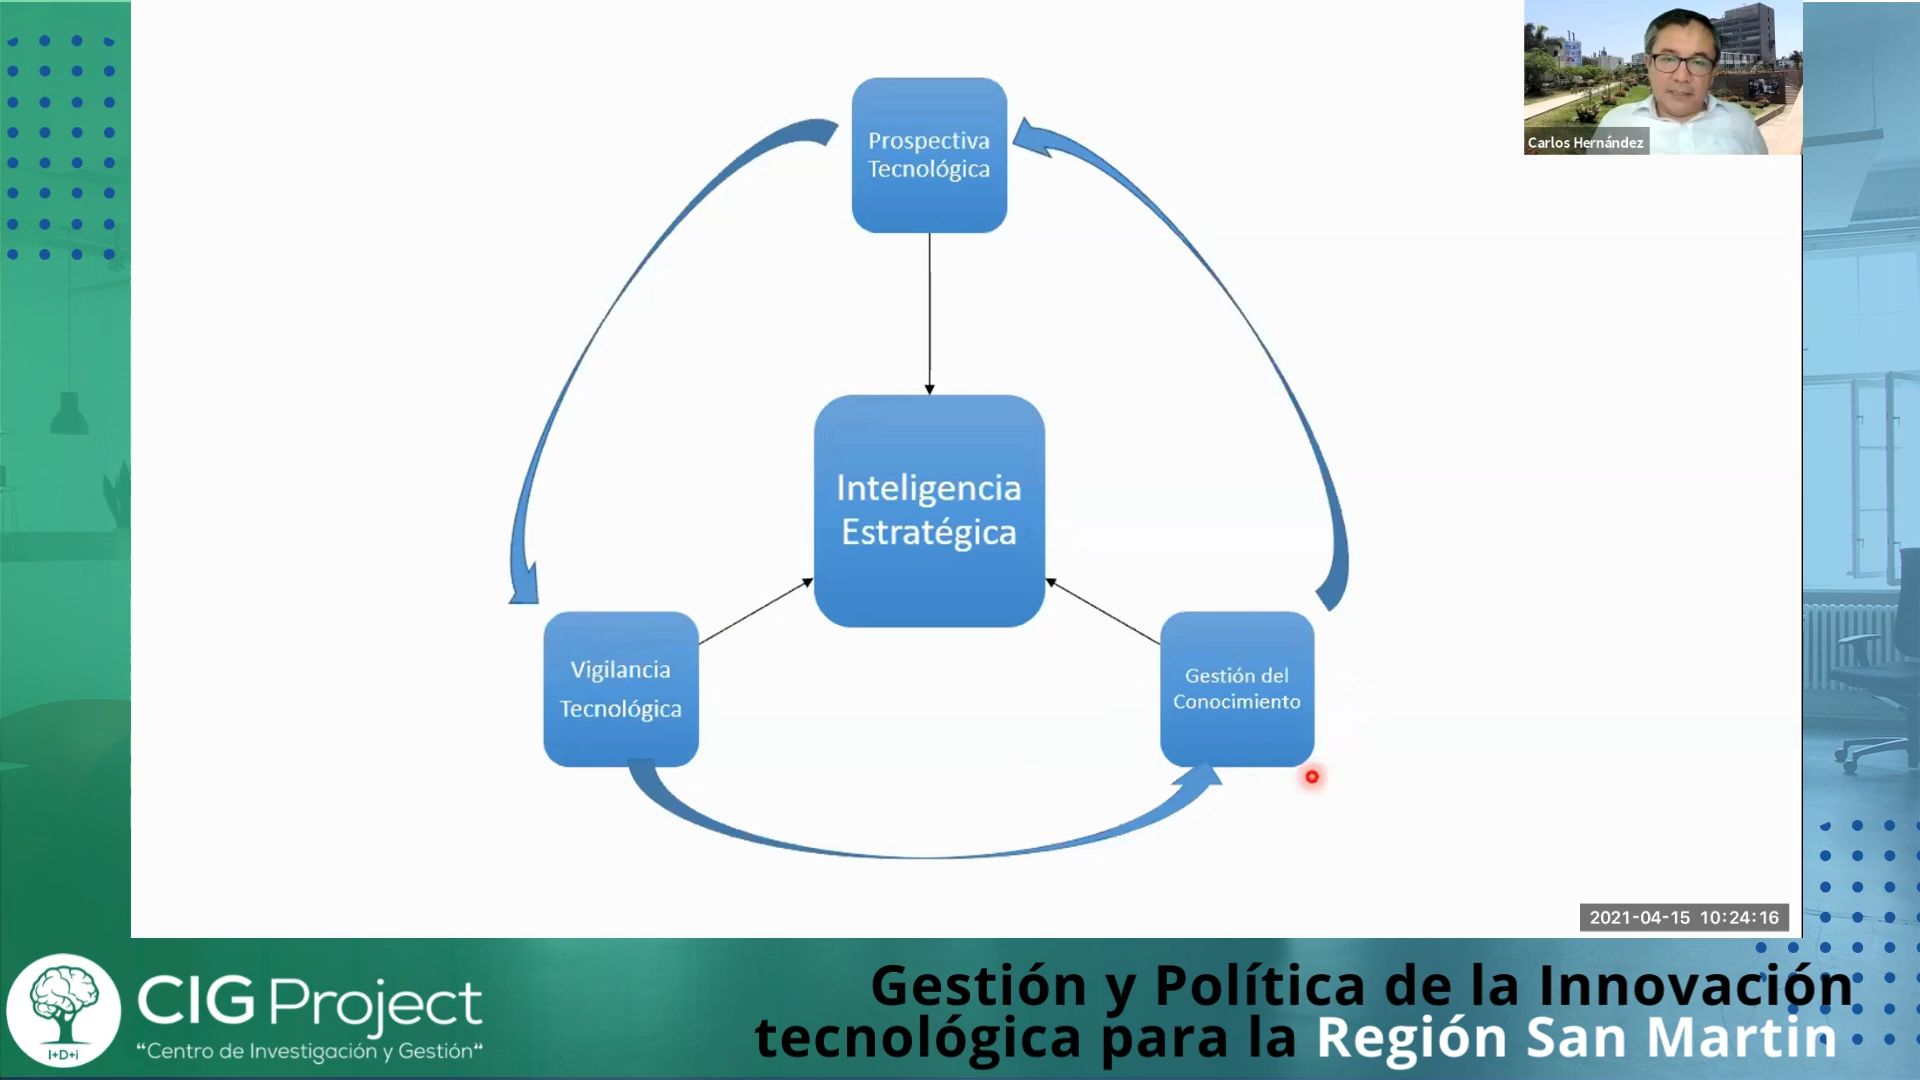 Carlos Hernández
Prospectiva
Tecnológica
Inteligencia
Estratégica
Vigilancia
Tecnológica
Gestión del
Conocimiento
2021-04-15 10:24:16
I+D+i
CIG Project
“Centro de Investigación y Gestión“
Gestión y Política de la Innovación
tecnológica para la Región San Martin